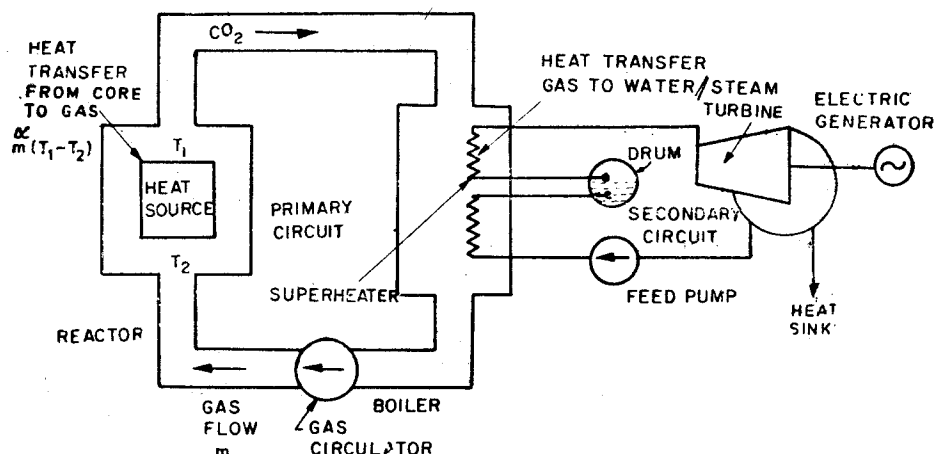 CO₂
HEAT
TRANSFER
FROM CORE
TO GAS
α
m(T₁-T₂)
T₁
HEAT
SOURCE
T₂
PRIMARY
CIRCUIT
SUPERHEATER
REACTOR
GAS
FLOW
m
GAS
CIRCULATOR
BOILER
HEAT TRANSFER
GAS TO WATER/STEAM
TURBINE
ELECTRIC
GENERATOR
DRUM
SECONDARY
CIRCUIT
FEED PUMP
HEAT
SINK